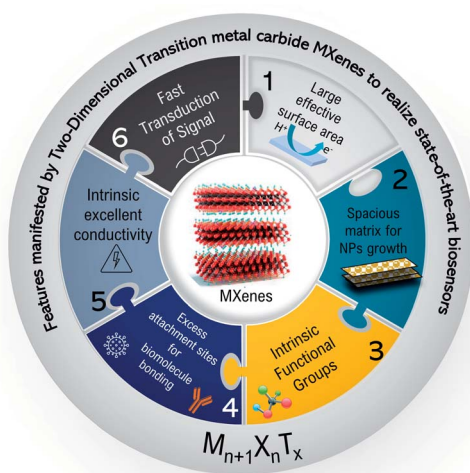 Features manifested by Two-Dimensional Transition metal carbide MXenes to realize state-of-the-art biosensors
1
Large
effective
surface area
H+
e-
2
Spacious
matrix for
NPs growth
3
Intrinsic
Functional
Groups
4
Excess
attachment sites
for
biomolecule
bonding
5
Intrinsic
excellent
conductivity
6
Fast
Transduction
of Signal
MXenes
Mn+1XnTx